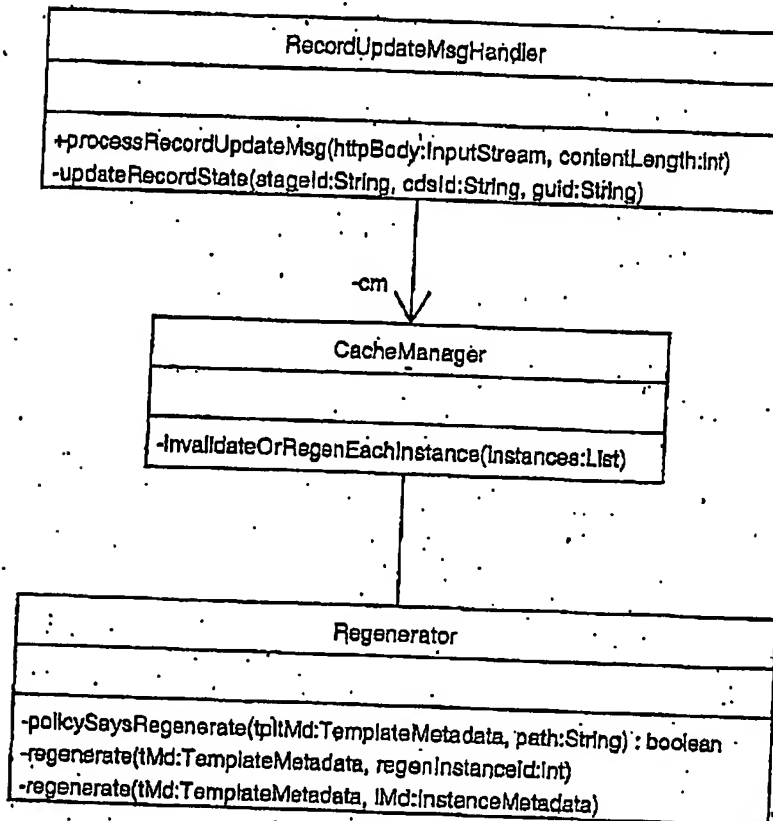 RecordUpdateMsgHandler
+processRecordUpdateMsg(httpBody:InputStream, contentLength:int)
-updateRecordState(stageId:String, cdsId:String, guid:String)
-cm
CacheManager
-invalidateOrRegenEachInstance(instances:List)
Regenerator
-policySaysRegenerate(tpltMd:TemplateMetadata, path:String) : boolean
-regenerate(tMd:TemplateMetadata, regenInstanceId:int)
-regenerate(tMd:TemplateMetadata, iMd:InstanceMetadata)